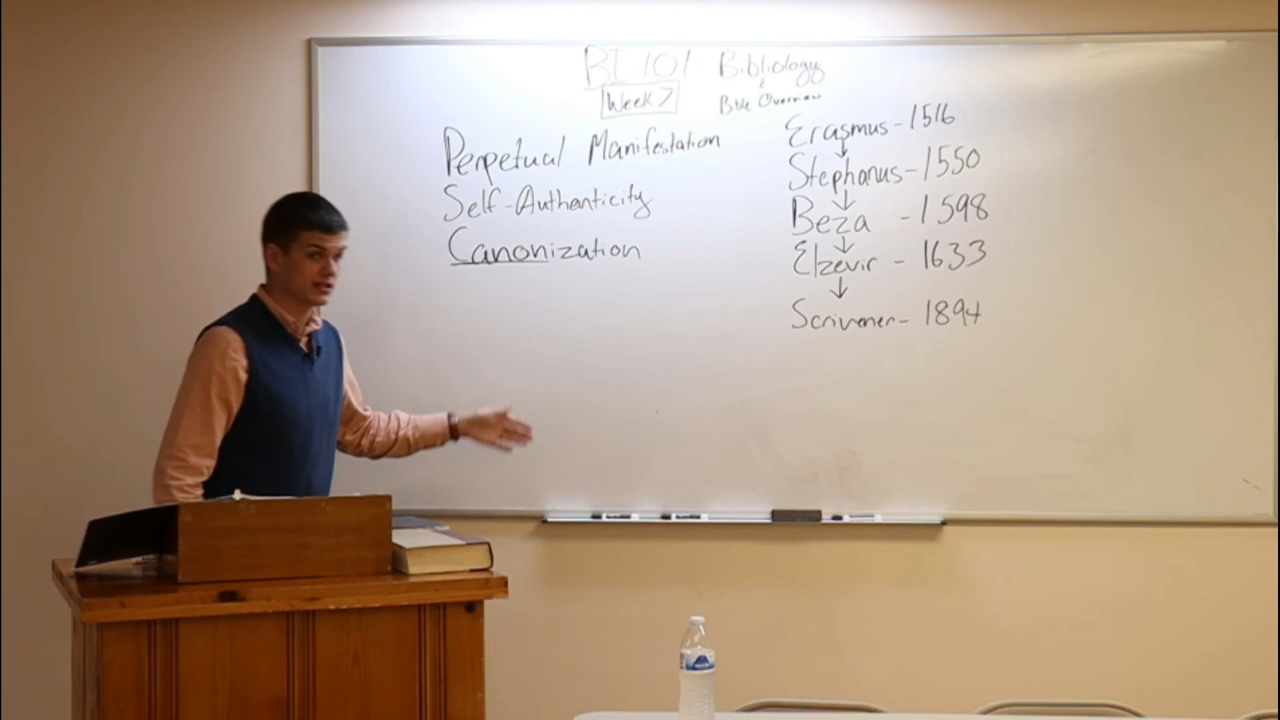 BI-101 Bibliology
Week 7
& Bible Overview
Perpetual Manifestation
Self-Authenticity
Canonization
Erasmus - 1516
↓
Stephanus - 1550
↓
Beza - 1598
↓
Elzevir - 1633
↓
Scrivener - 1894